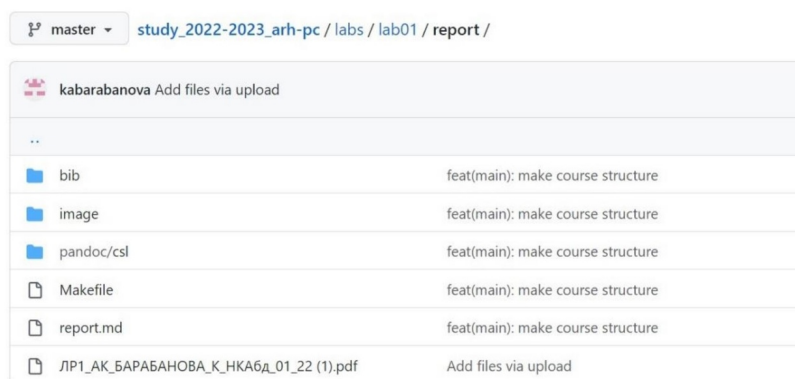 master study_2022-2023_arh-pc / labs / lab01 / report /
kabarabanova Add files via upload
..
bib feat(main): make course structure
image feat(main): make course structure
pandoc/csl feat(main): make course structure
Makefile feat(main): make course structure
report.md feat(main): make course structure
ЛР1_АК_БАРАБАНОВА_К_НКАбд_01_22 (1).pdf Add files via upload